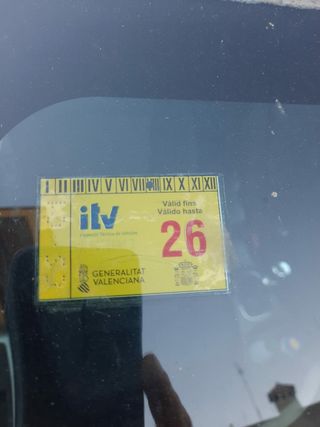 I II III IV V VI VII VIII IX X XI XII
itv
Vàlid fins
Válido hasta
26
GENERALITAT
VALENCIANA